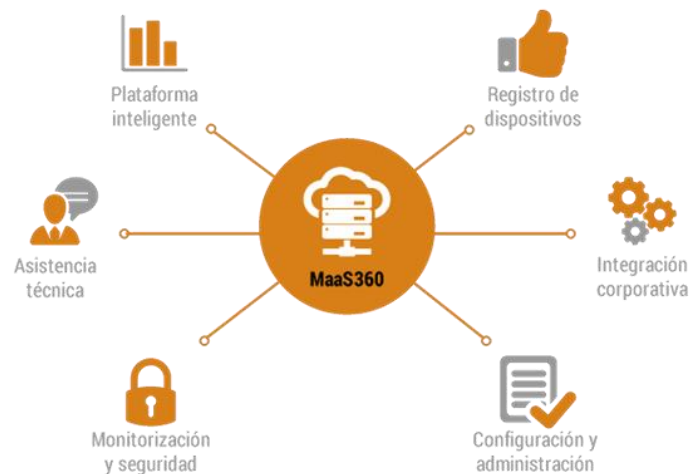 Plataforma
inteligente
Registro de
dispositivos
MaaS360
Asistencia
técnica
Integración
corporativa
Monitorización
y seguridad
Configuración y
administración